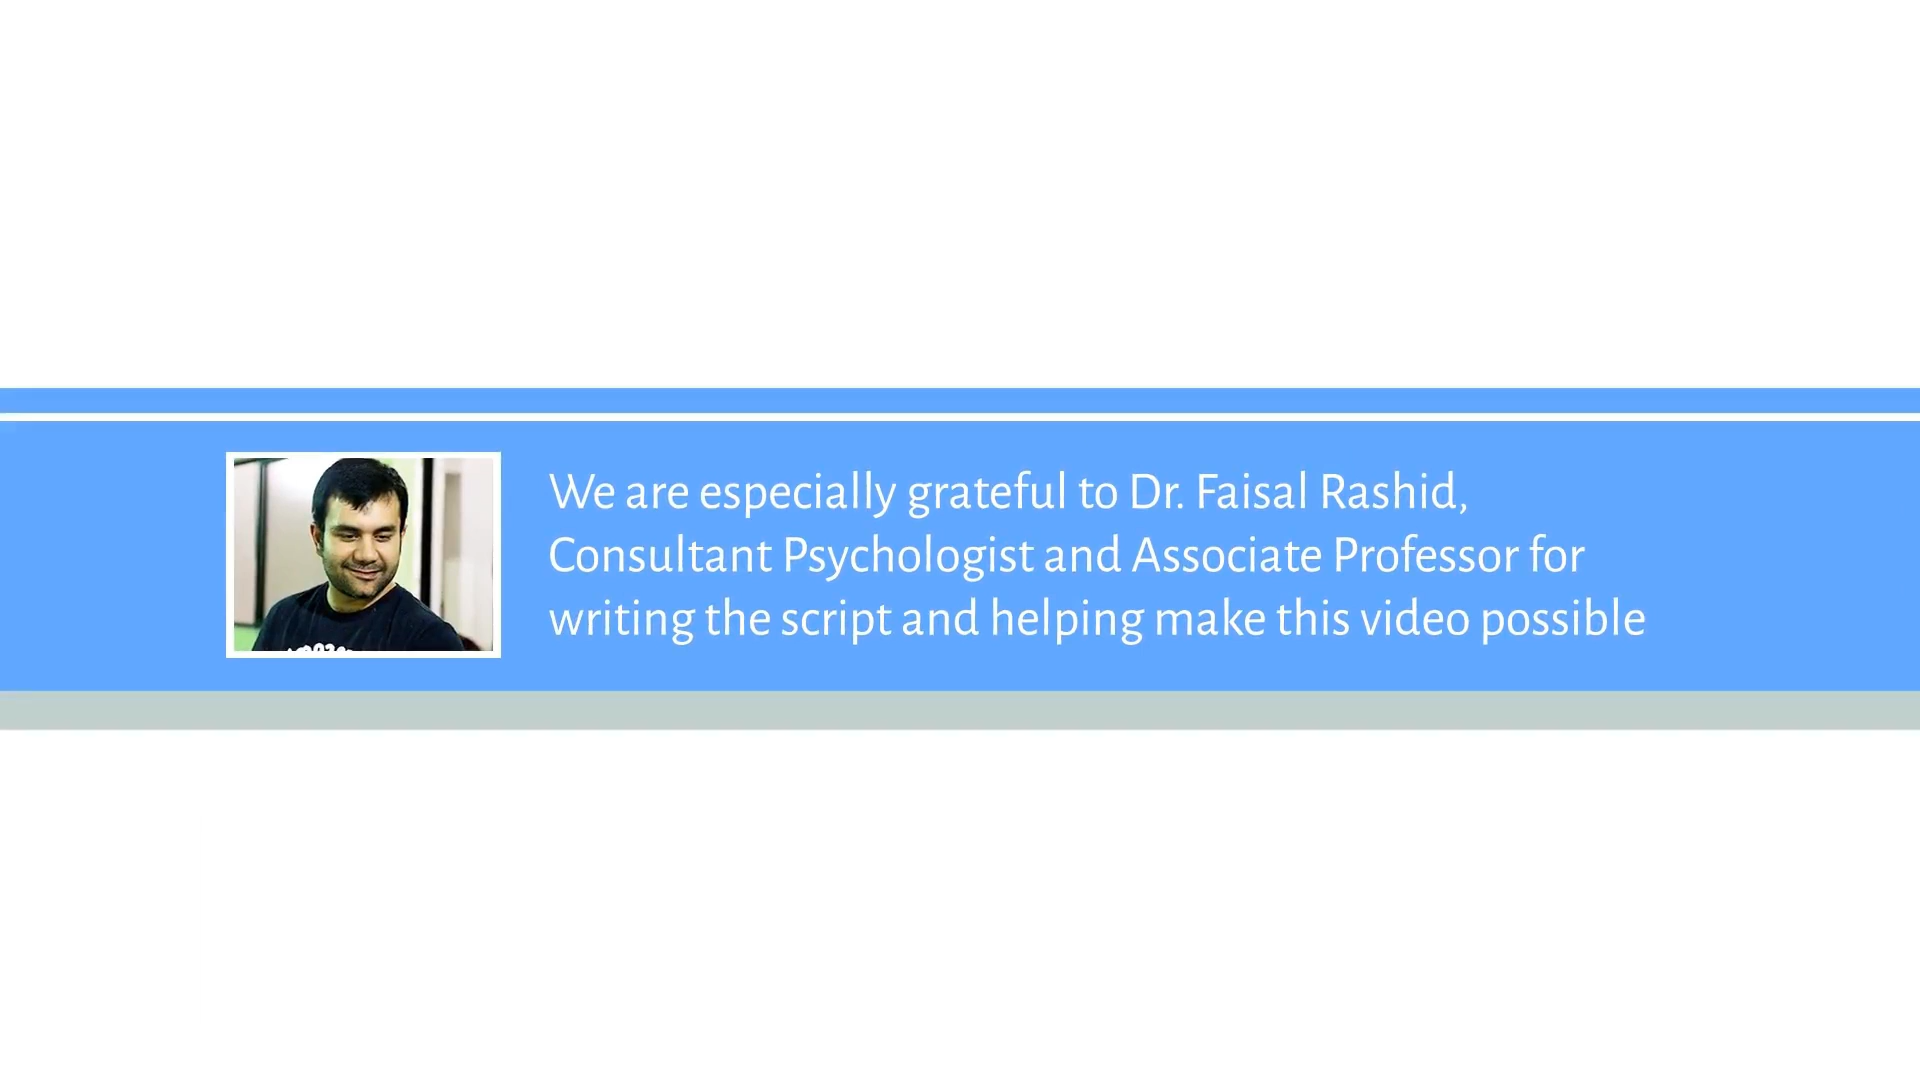 We are especially grateful to Dr. Faisal Rashid,
Consultant Psychologist and Associate Professor for
writing the script and helping make this video possible